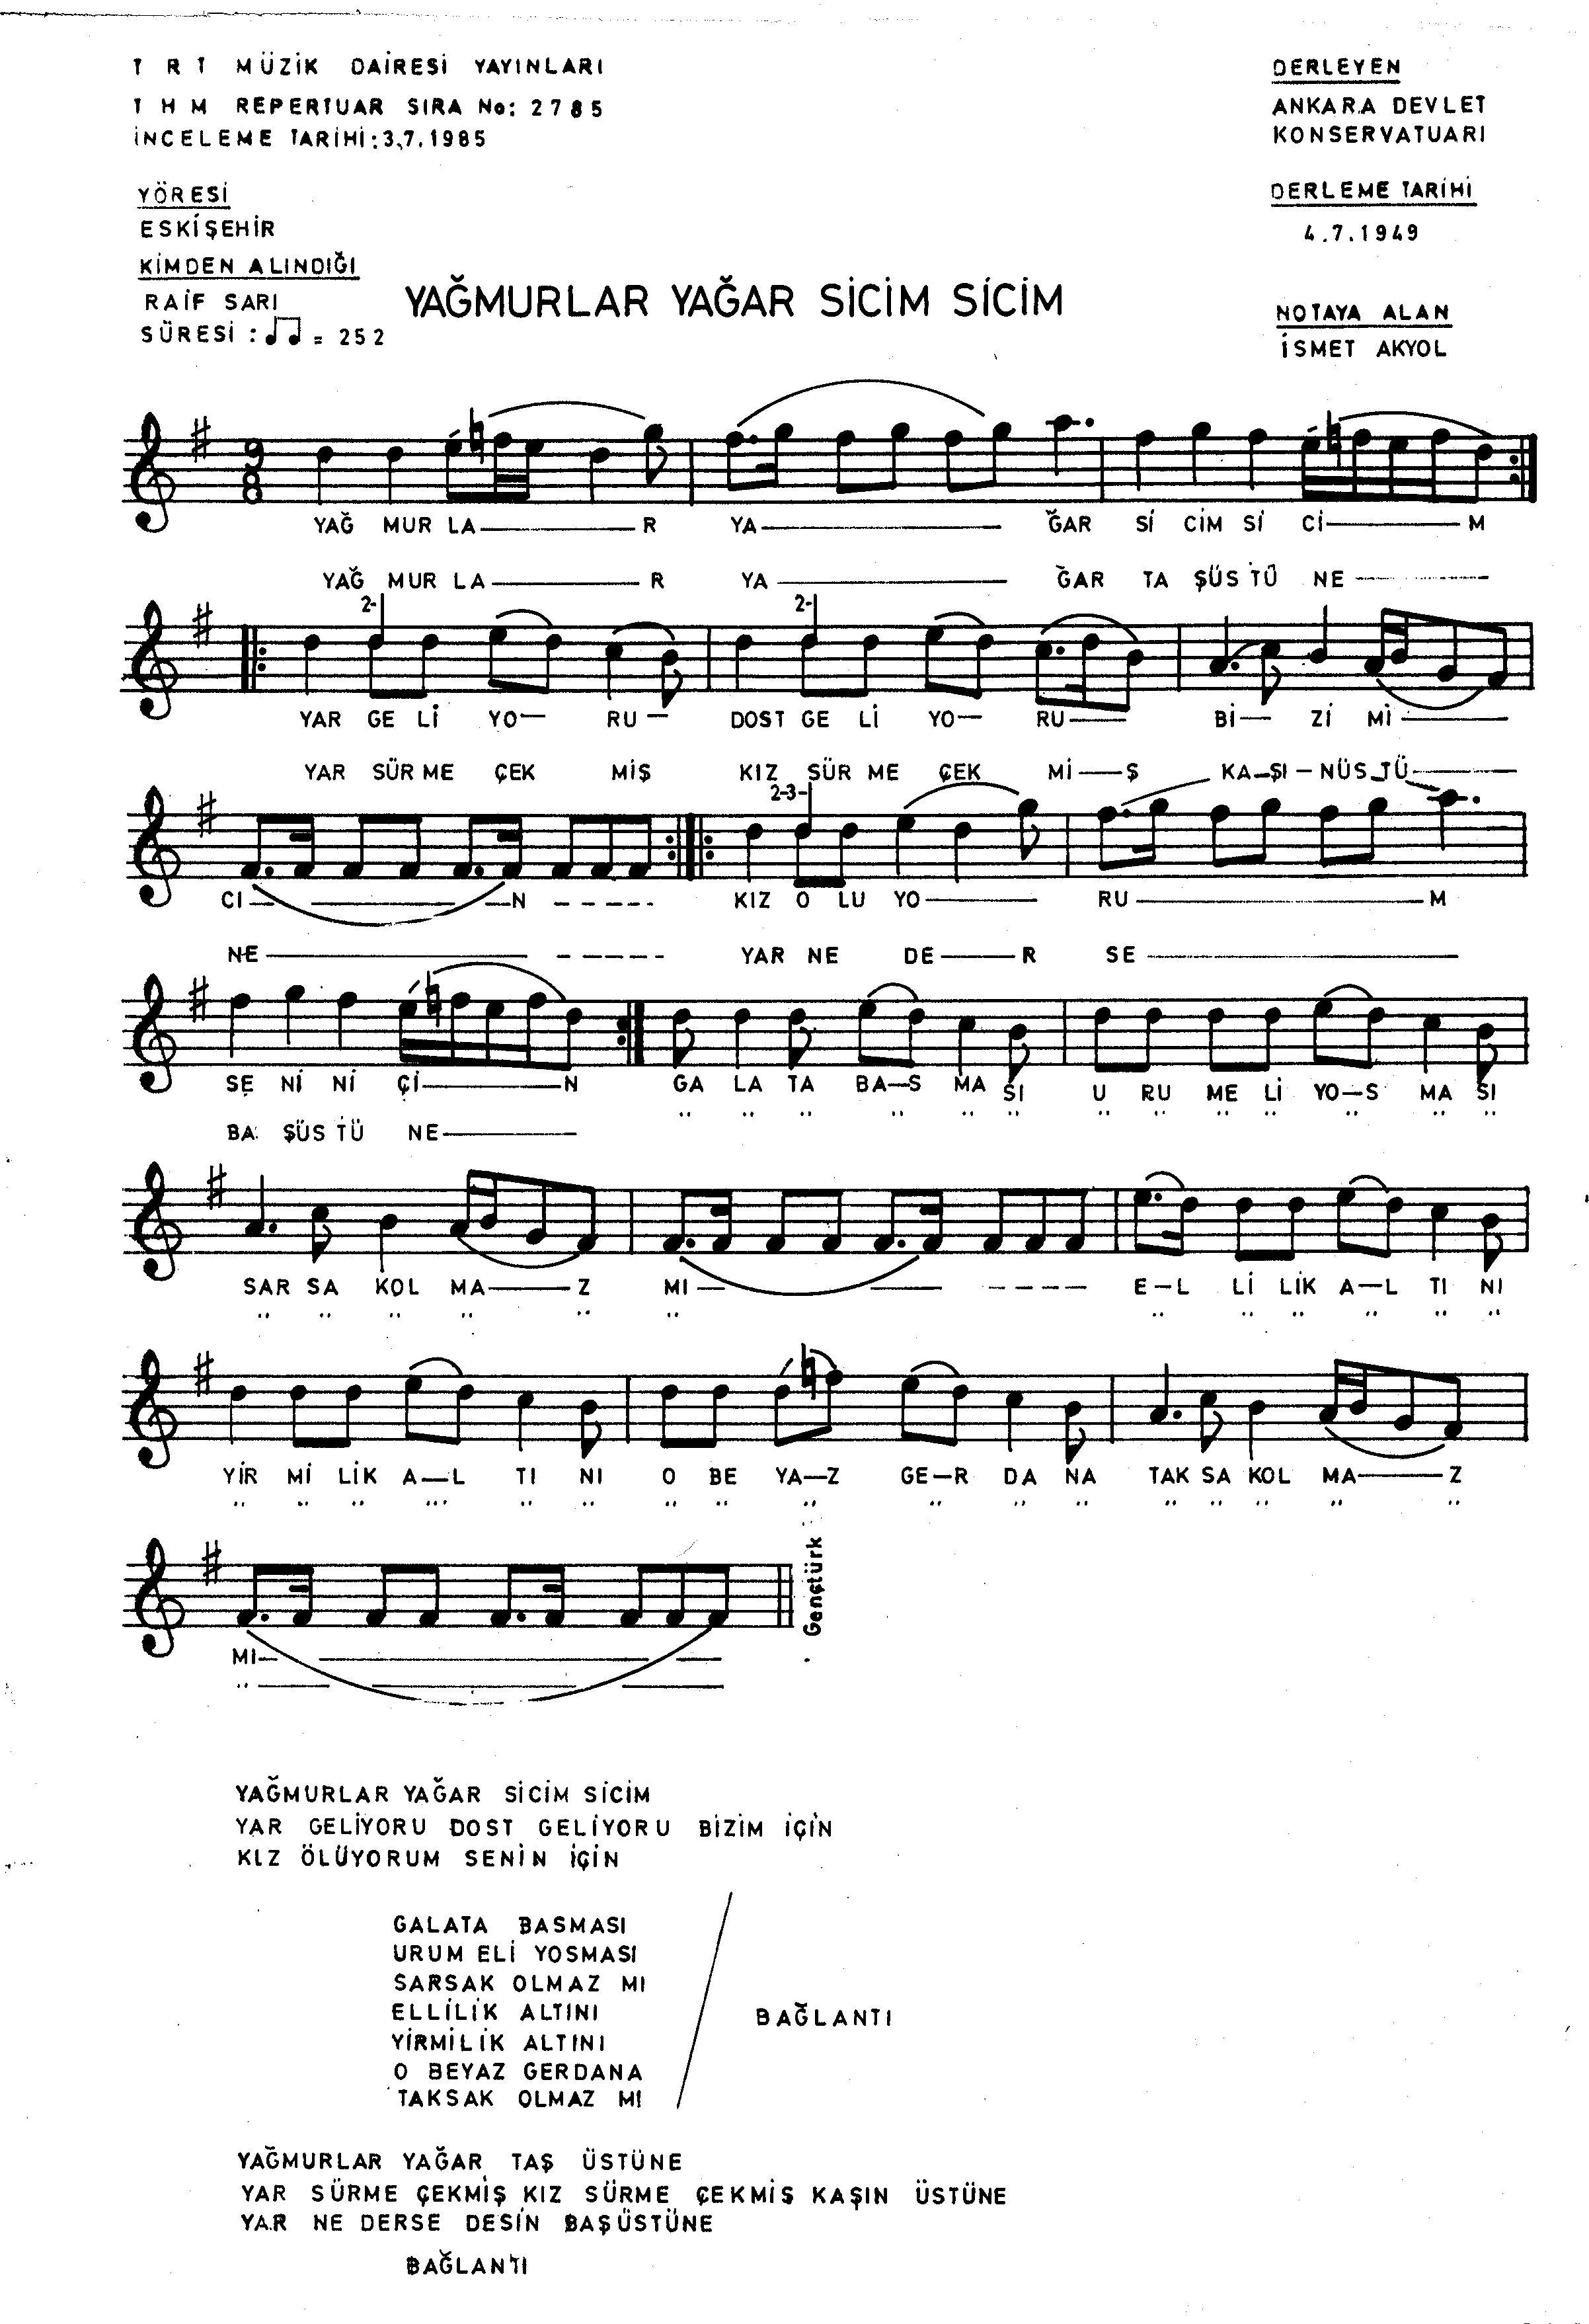 TRT MÜZİK DAİRESİ YAYINLARI
THM REPERTUAR SIRA No: 2785
İNCELEME TARİHİ: 3.7.1985
DERLEYEN
ANKARA DEVLET
KONSERVATUARI
YÖRESİ
ESKİŞEHİR
DERLEME TARİHİ
4.7.1949
KİMDEN ALINDIĞI
RAİF SARI
SÜRESİ : ♩♩ = 252
YAĞMURLAR YAĞAR SİCİM SİCİM
NOTAYA ALAN
İSMET AKYOL
9
8
YAĞ MUR LA——R YA—— ĞAR Sİ CİM Sİ Cİ——M
YAĞ MUR LA——R YA—— ĞAR TA ŞÜS TÜ NE——
2- 2-
YAR GE Lİ YO— RU— DOST GE Lİ YO— RU— Bİ— Zİ Mİ——
YAR SÜR ME ÇEK MİŞ KIZ SÜR ME ÇEK Mİ—Ş KA—ŞI—NÜS TÜ——
2-3-
CI———N ----- KIZ O LU YO—— RU———M
NE—— ----- YAR NE DE——R SE———
SE Nİ Nİ Çİ——N GA LA TA BA—S MA SI U RU ME Lİ YO—S MA SI
BA ŞÜS TÜ NE—— " " " " " " " " " " " " "
SAR SA KOL MA——Z MI— —— ---- E—L Lİ LİK A—L TI NI
" " " " " " " " " " " "
YİR Mİ LİK A—L TI NI O BE YA—Z GE—R DA NA TAK SA KOL MA——Z
" " " " " " " " " " " " " " " " "
MI———
" ———
Gençtürk
YAĞMURLAR YAĞAR SİCİM SİCİM
YAR GELİYORU DOST GELİYORU BİZİM İÇİN
KIZ ÖLÜYORUM SENİN İÇİN
GALATA BASMASI
URUM ELİ YOSMASI
SARSAK OLMAZ MI
ELLİLİK ALTINI
BAĞLANTI
YİRMİLİK ALTINI
O BEYAZ GERDANA
TAKSAK OLMAZ MI
YAĞMURLAR YAĞAR TAŞ ÜSTÜNE
YAR SÜRME ÇEKMİŞ KIZ SÜRME ÇEKMİŞ KAŞIN ÜSTÜNE
YAR NE DERSE DESİN BAŞÜSTÜNE
BAĞLANTI